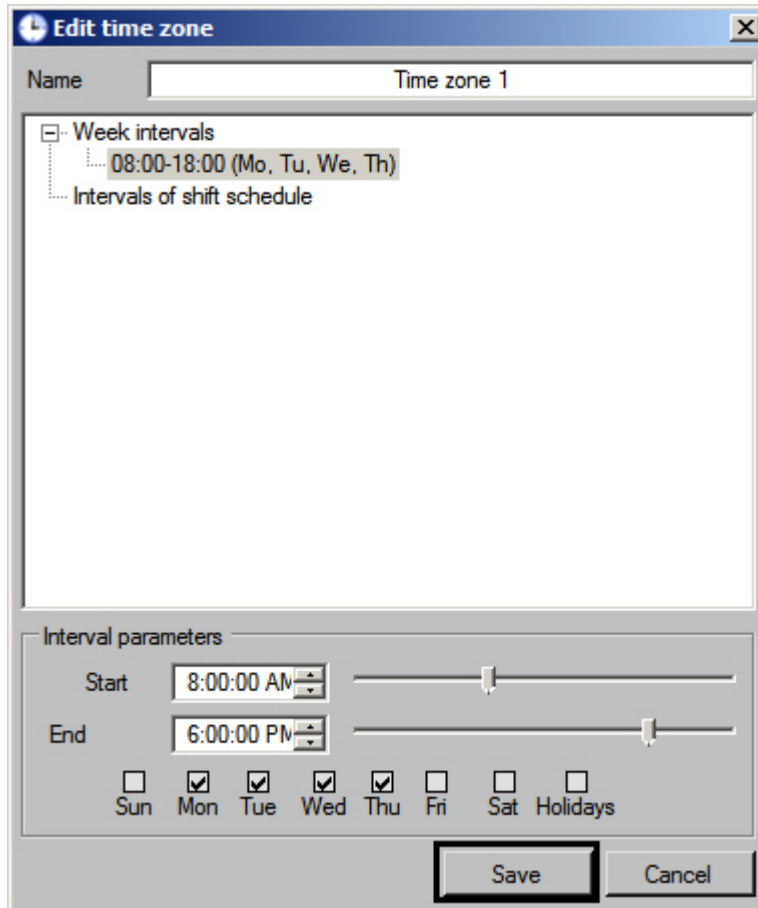 Edit time zone
Name Time zone 1
Week intervals
08:00-18:00 (Mo, Tu, We, Th)
Intervals of shift schedule
Interval parameters
Start 8:00:00 AM
End 6:00:00 PM
Sun Mon Tue Wed Thu Fri Sat Holidays
Save Cancel